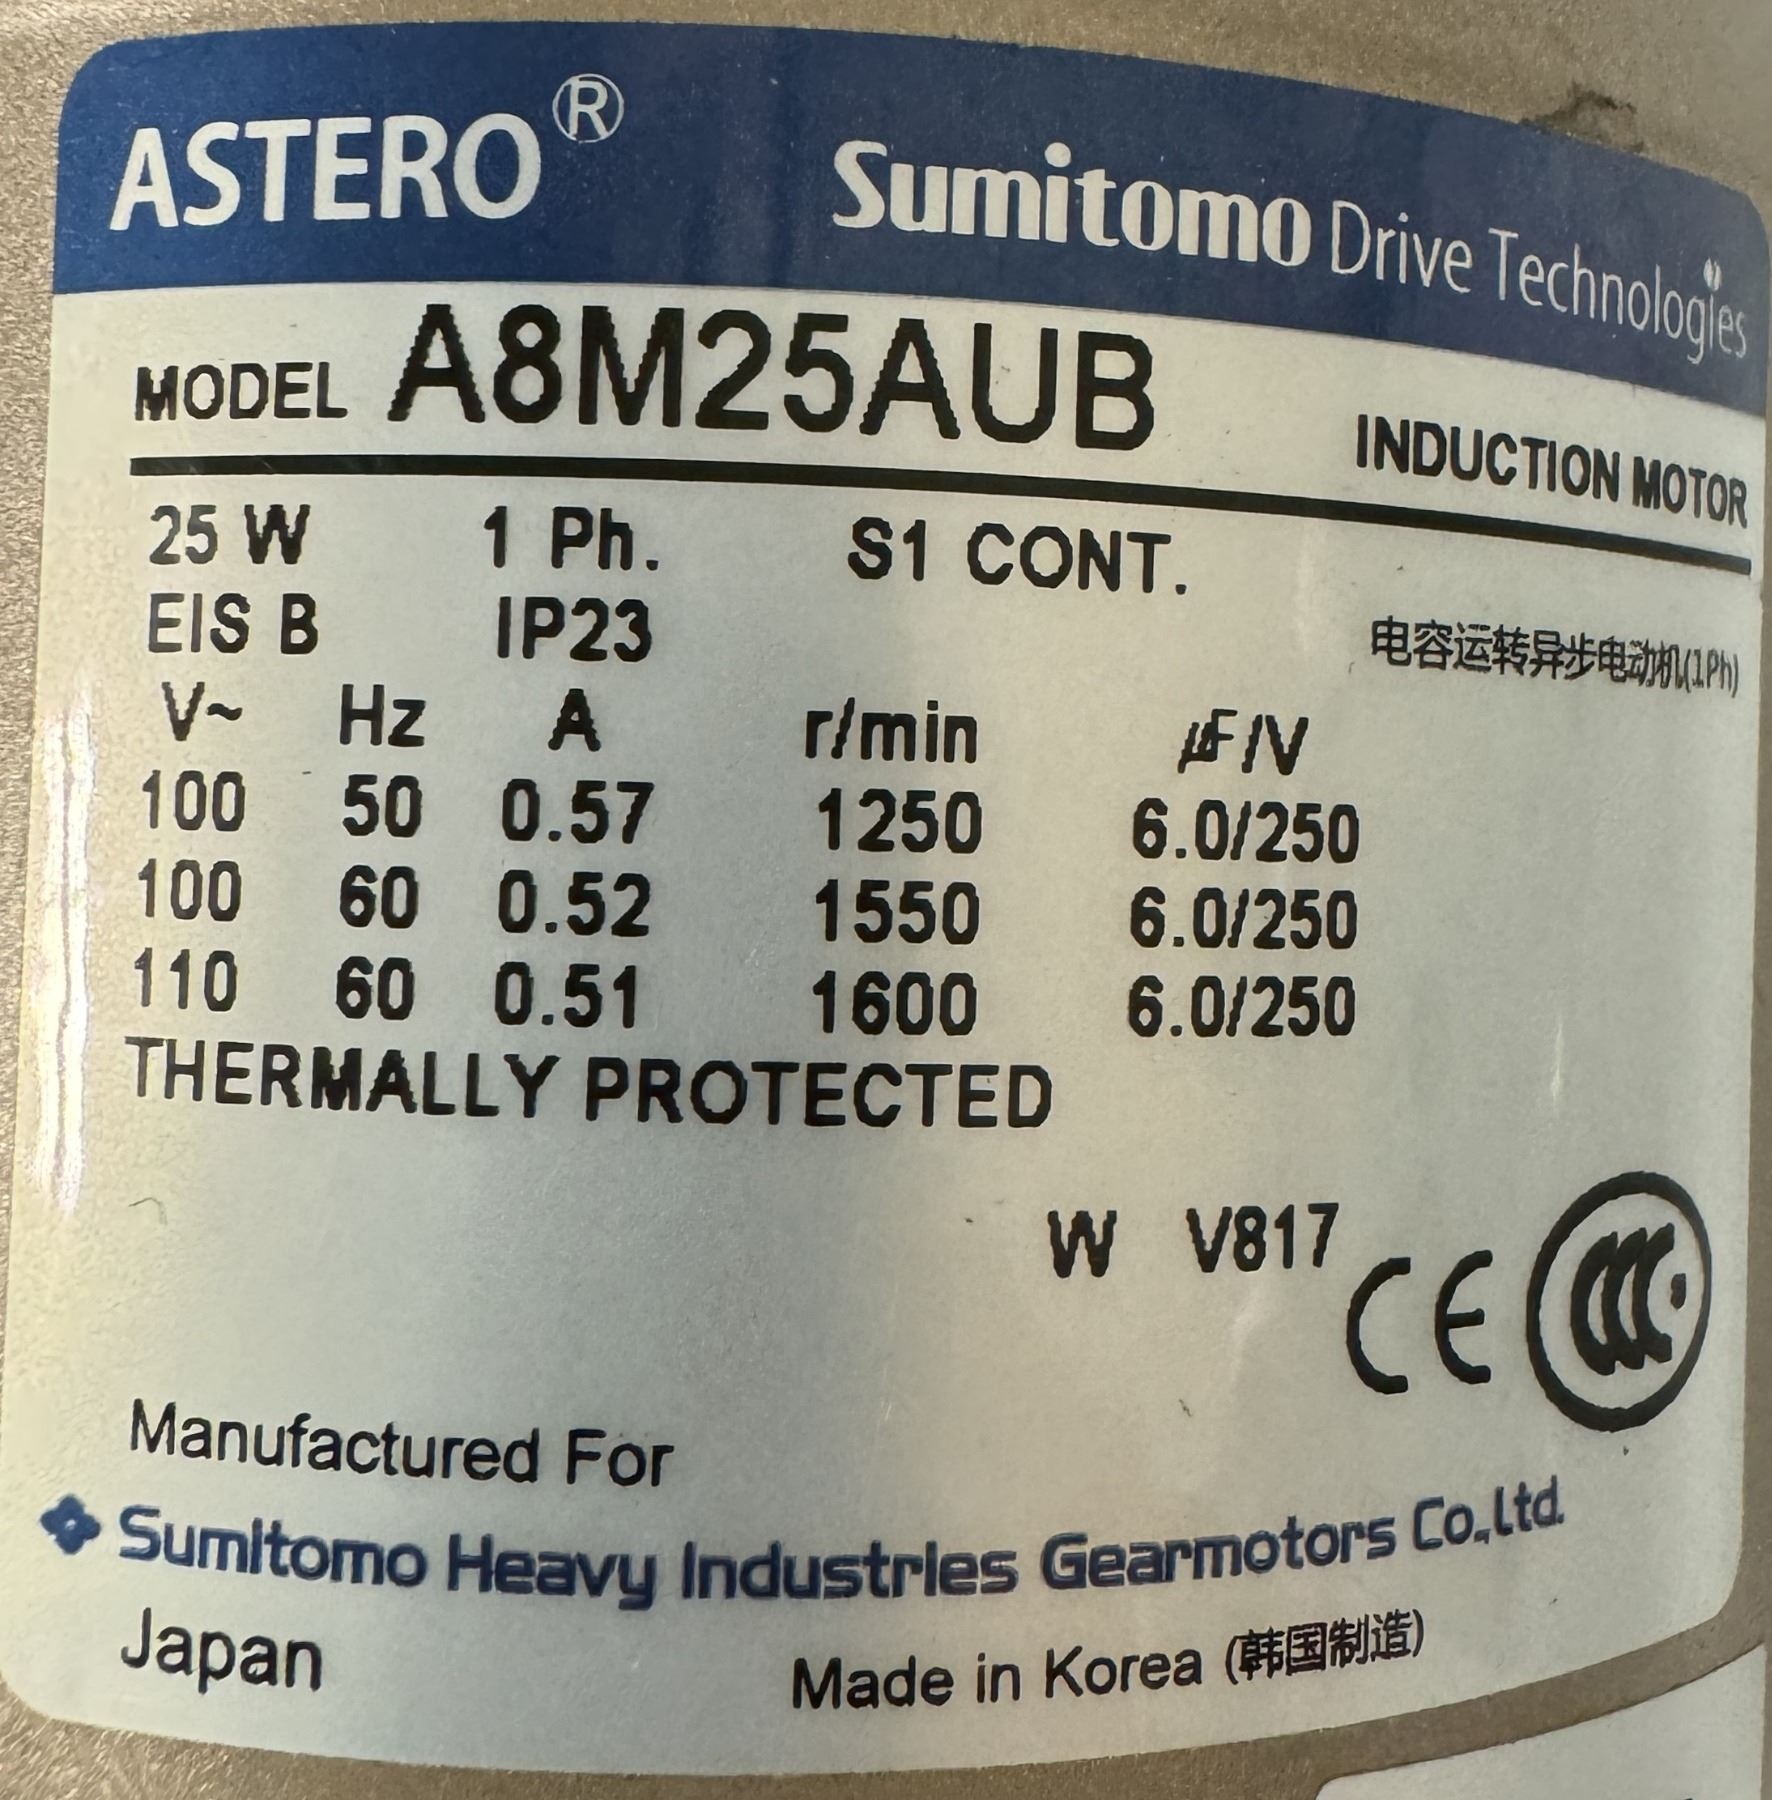 ASTERO®
Sumitomo Drive Technologies
MODEL A8M25AUB
INDUCTION MOTOR
25 W 1 Ph. S1 CONT.
EIS B IP23
电容运转异步电动机(1Ph)
V~ Hz A r/min μF/V
100 50 0.57 1250 6.0/250
100 60 0.52 1550 6.0/250
110 60 0.51 1600 6.0/250
THERMALLY PROTECTED
W V817
CE CCC
Manufactured For
Sumitomo Heavy Industries Gearmotors Co.,Ltd.
Japan
Made in Korea (韩国制造)